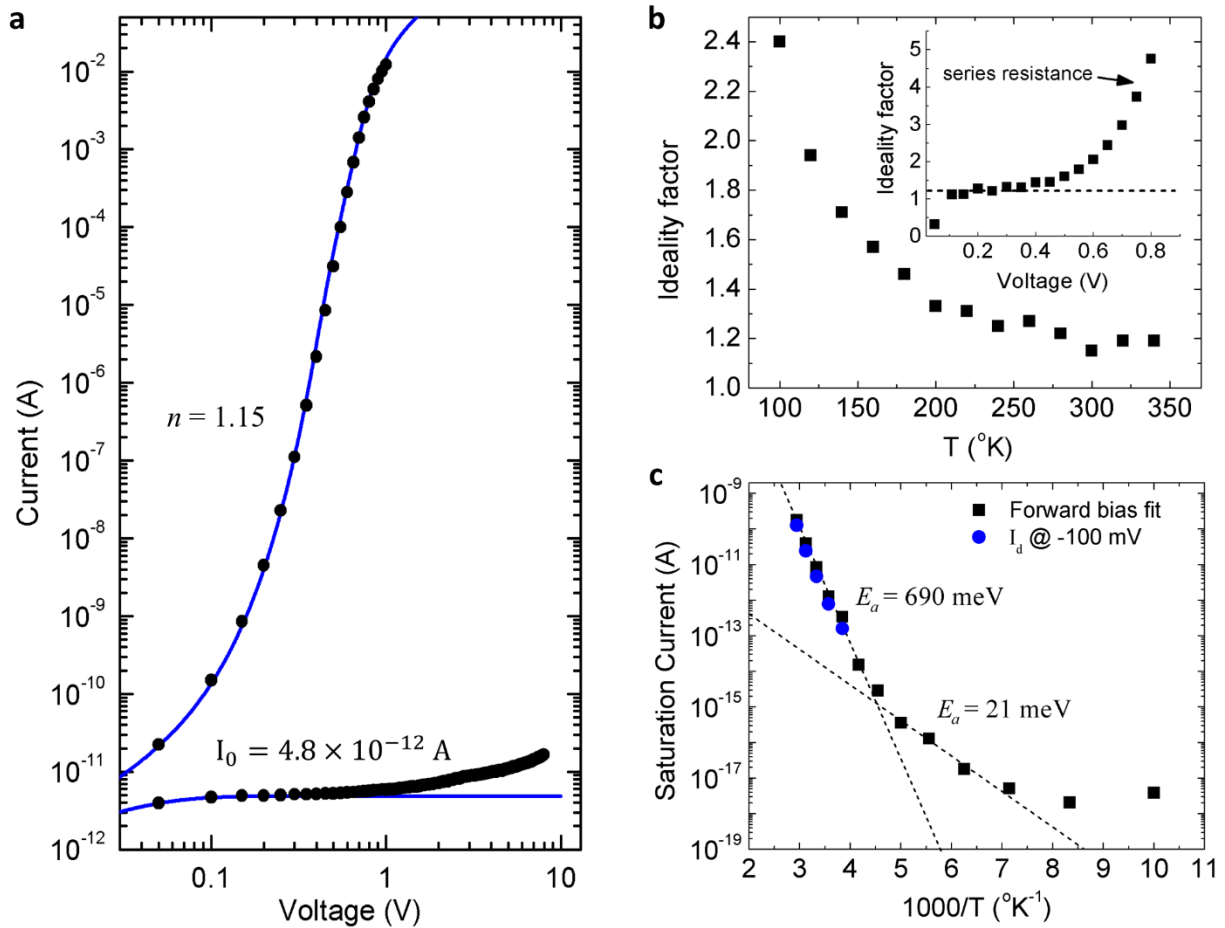 a
10⁻²
10⁻³
10⁻⁴
10⁻⁵
10⁻⁶
10⁻⁷
10⁻⁸
10⁻⁹
10⁻¹⁰
10⁻¹¹
10⁻¹²
Current (A)
n = 1.15
I₀ = 4.8 × 10⁻¹² A
0.1 1 10
Voltage (V)
b
2.4
2.2
2.0
1.8
1.6
1.4
1.2
1.0
Ideality factor
100 150 200 250 300 350
T (°K)
5
4
3
2
1
0
Ideality factor
series resistance
0.2 0.4 0.6 0.8
Voltage (V)
c
10⁻⁹
10⁻¹¹
10⁻¹³
10⁻¹⁵
10⁻¹⁷
10⁻¹⁹
Saturation Current (A)
Forward bias fit
I_d @ -100 mV
Eₐ = 690 meV
Eₐ = 21 meV
2 3 4 5 6 7 8 9 10 11
1000/T (°K⁻¹)